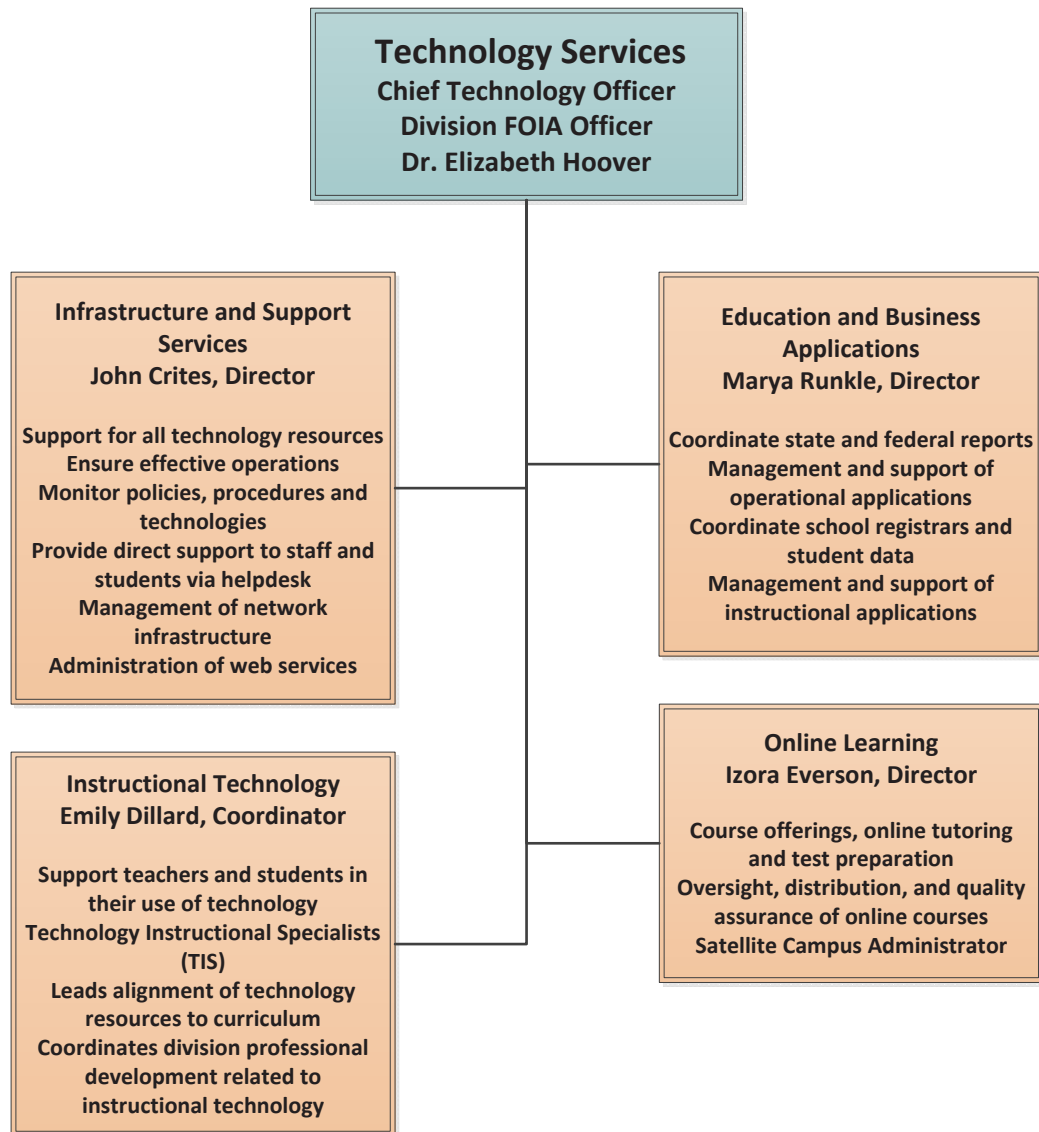 Technology Services
Chief Technology Officer
Division FOIA Officer
Dr. Elizabeth Hoover
Infrastructure and Support
Services
John Crites, Director
Support for all technology resources
Ensure effective operations
Monitor policies, procedures and
technologies
Provide direct support to staff and
students via helpdesk
Management of network
infrastructure
Administration of web services
Education and Business
Applications
Marya Runkle, Director
Coordinate state and federal reports
Management and support of
operational applications
Coordinate school registrars and
student data
Management and support of
instructional applications
Instructional Technology
Emily Dillard, Coordinator
Support teachers and students in
their use of technology
Technology Instructional Specialists
(TIS)
Leads alignment of technology
resources to curriculum
Coordinates division professional
development related to
instructional technology
Online Learning
Izora Everson, Director
Course offerings, online tutoring
and test preparation
Oversight, distribution, and quality
assurance of online courses
Satellite Campus Administrator